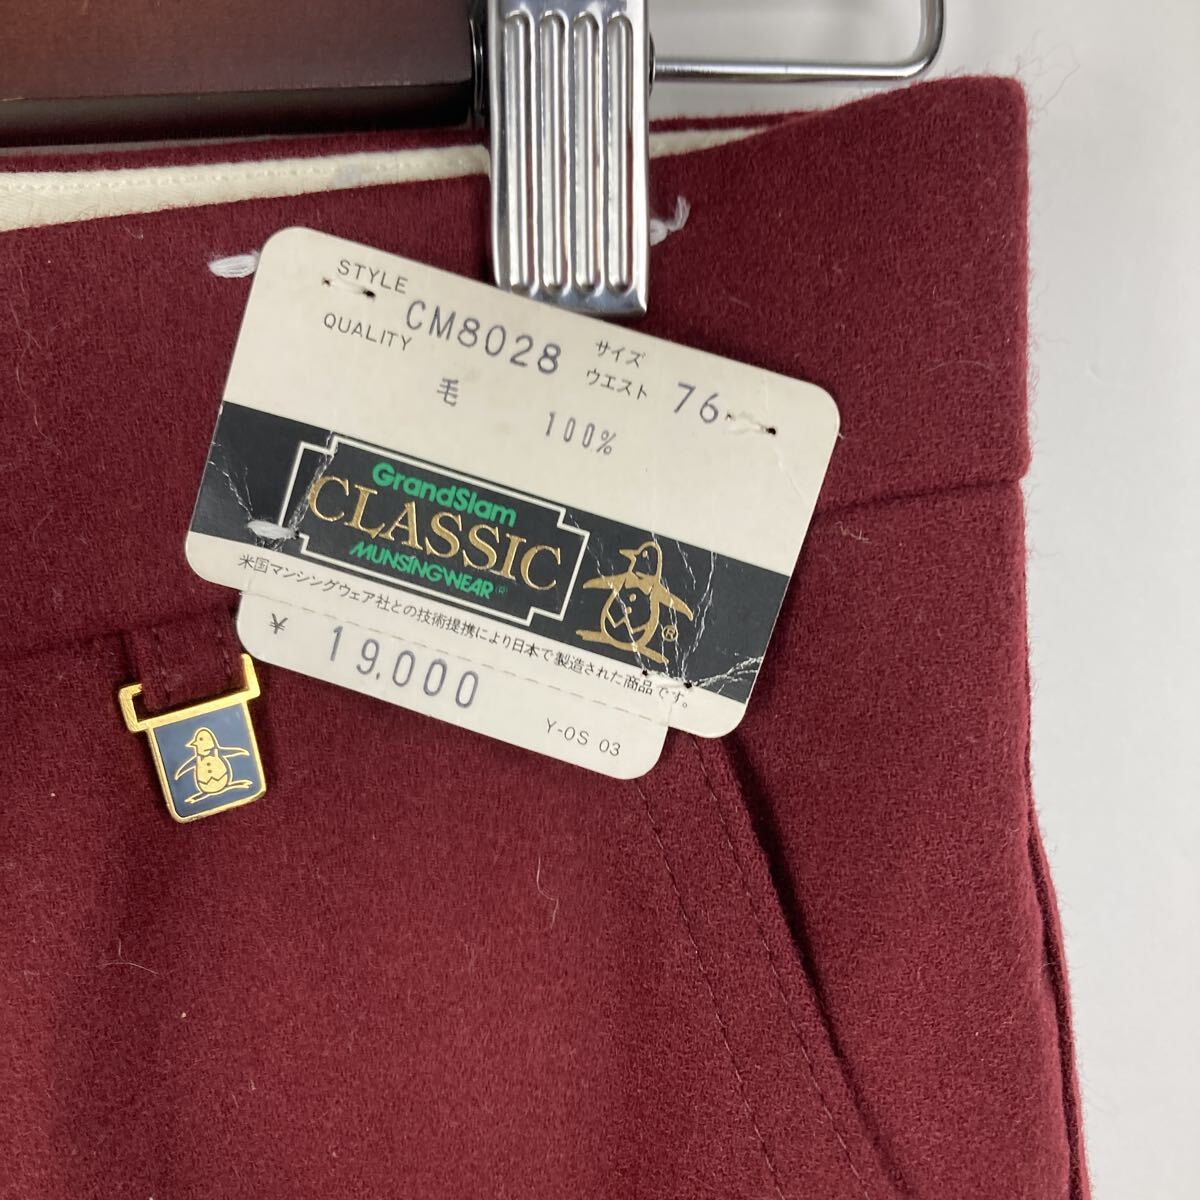 STYLE CM8028 サイズ
QUALITY ウエスト 76
毛 100%
GrandSlam
CLASSIC
MUNSINGWEAR®
®
米国マンシングウェア社との技術提携により日本で製造された商品です。
¥ 19,000
Y-OS 03